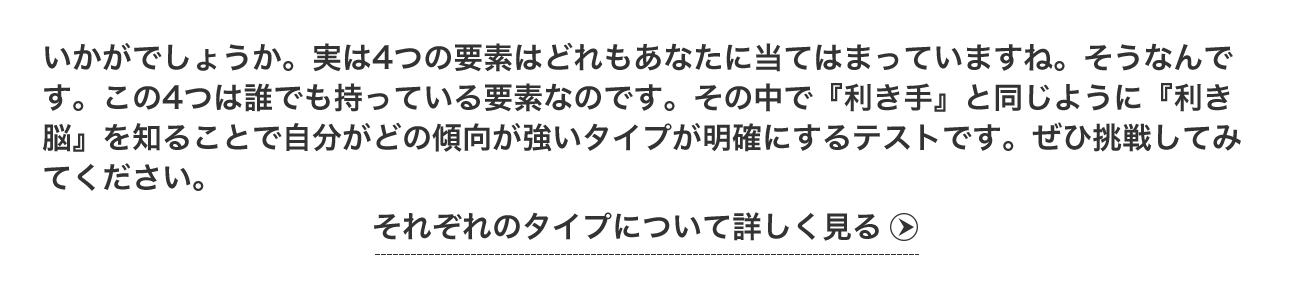 いかがでしょうか。実は4つの要素はどれもあなたに当てはまっていますね。そうなんで
す。この4つは誰でも持っている要素なのです。その中で『利き手』と同じように『利き
脳』を知ることで自分がどの傾向が強いタイプが明確にするテストです。ぜひ挑戦してみ
てください。
それぞれのタイプについて詳しく見る